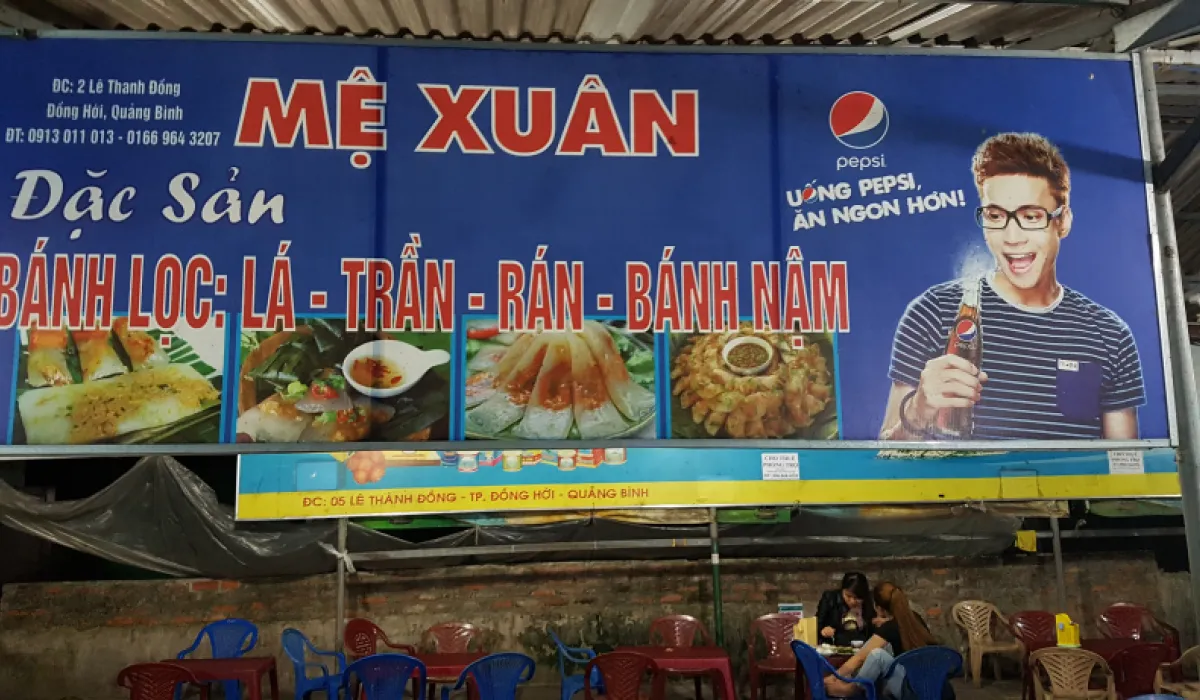 ĐC: 2 Lê Thanh Đồng
Đồng Hới, Quảng Bình
ĐT: 0913 011 013 - 0166 964 3207
MỆ XUÂN
Đặc Sản
BÁNH LỌC: LÁ - TRẦN - RÁN - BÁNH NẬM
pepsi
UỐNG PEPSI,
ĂN NGON HƠN!
ĐC: 05 LÊ THÀNH ĐỒNG - TP. ĐỒNG HỚI - QUẢNG BÌNH